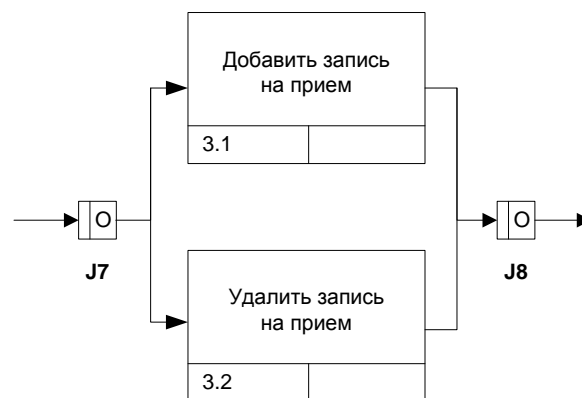 Добавить запись
на прием
3.1
O
O
J7
J8
Удалить запись
на прием
3.2